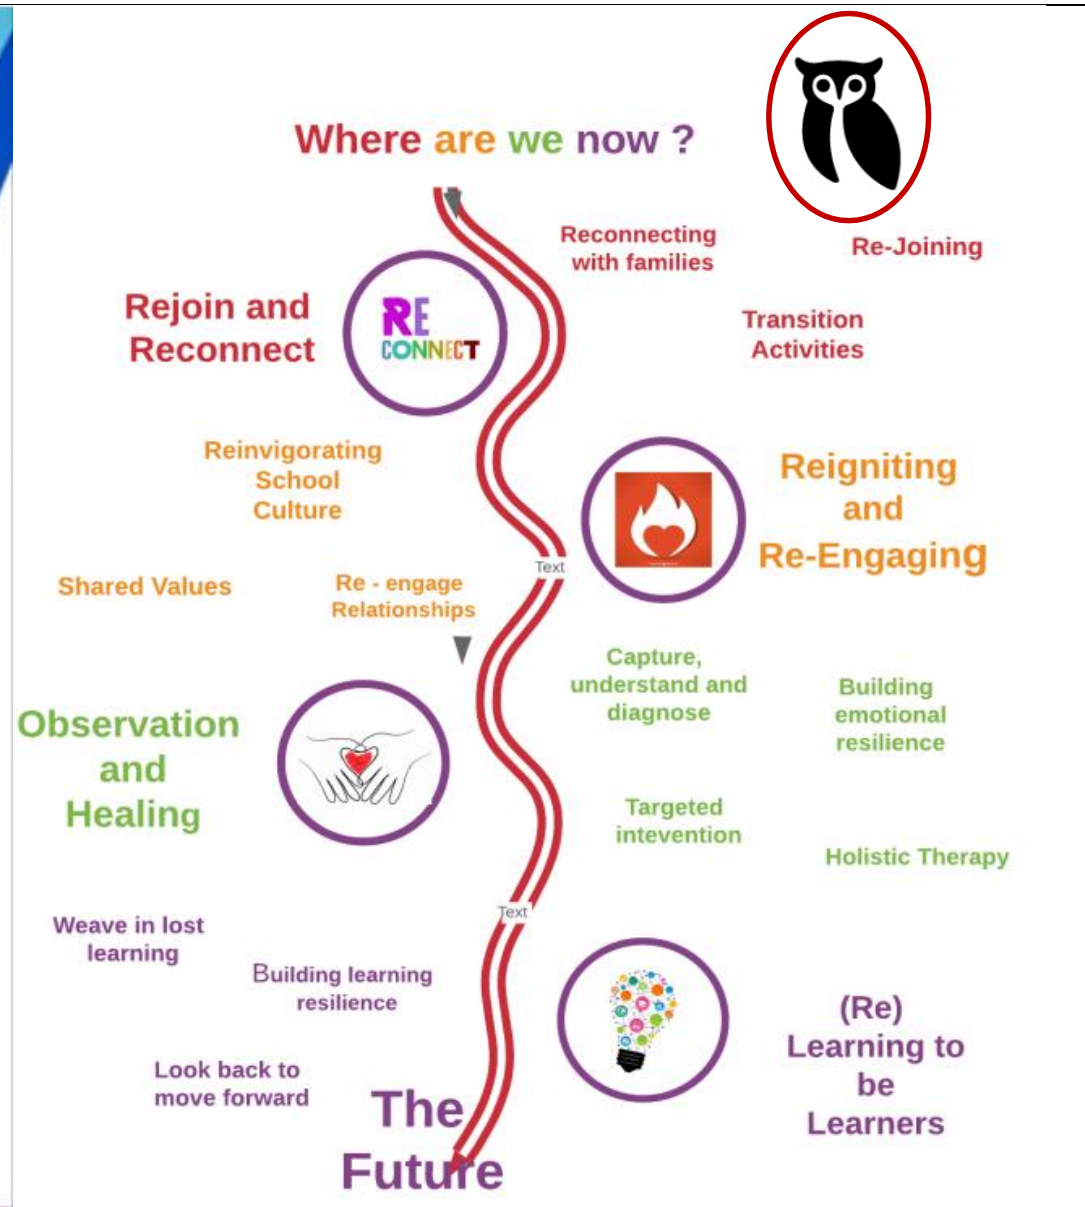 Where are we now ?
Reconnecting
with families
Re-Joining
Rejoin and
Reconnect
RE
CONNECT
Transition
Activities
Reinvigorating
School
Culture
Reigniting
and
Re-Engaging
Text
Shared Values
Re - engage
Relationships
Capture,
understand and
diagnose
Building
emotional
resilience
Observation
and
Healing
Targeted
intevention
Holistic Therapy
Text
Weave in lost
learning
Building learning
resilience
(Re)
Learning to
be
Learners
Look back to
move forward
The
Future